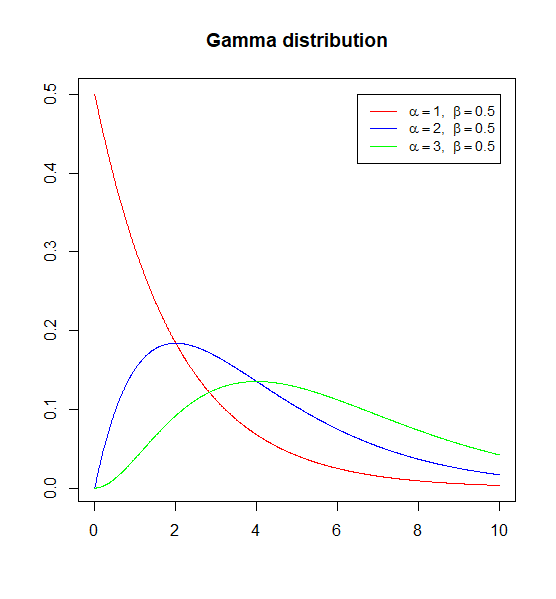 Gamma distribution
α = 1, β = 0.5
α = 2, β = 0.5
α = 3, β = 0.5
0.5
0.4
0.3
0.2
0.1
0.0
0 2 4 6 8 10